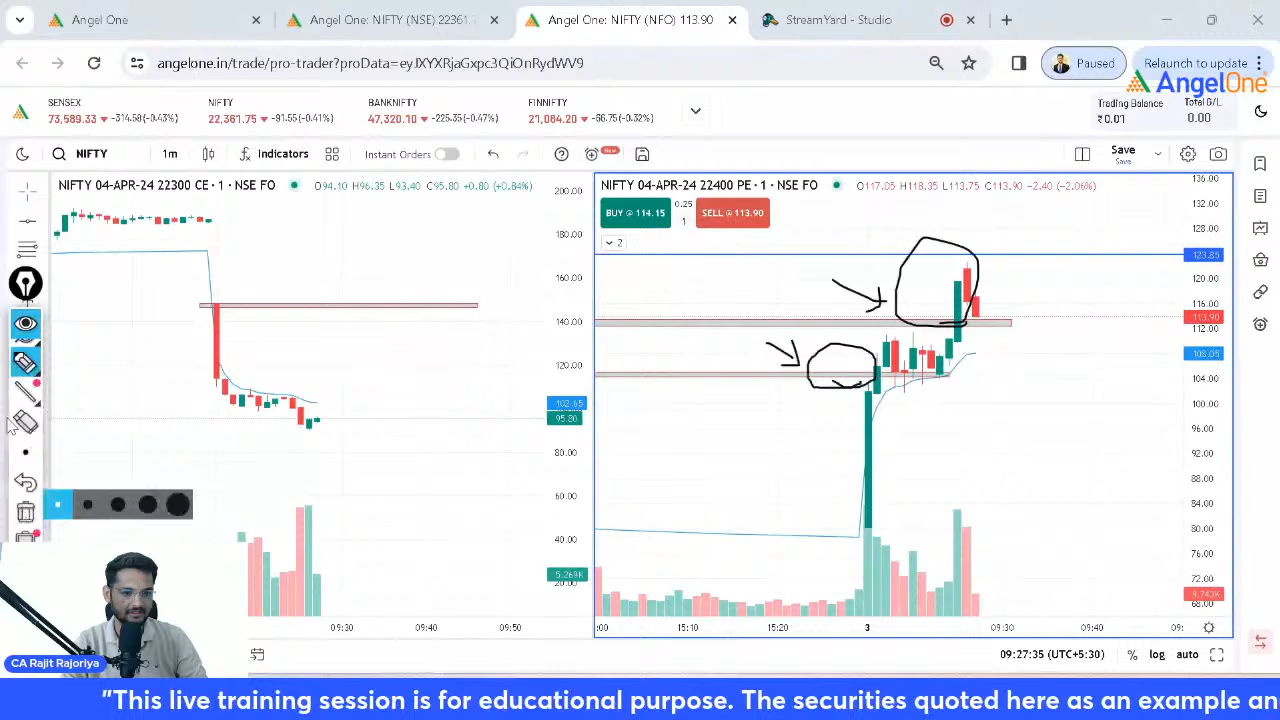 Angel One
Angel One: NIFTY (NSE) 22361.
Angel One: NIFTY (NFO) 113.90
StreamYard - Studio
angelone.in/trade/pro-trader?proData=eyJXYXRjaGxpc3QiOnRydWV9
Paused
Relaunch to update
AngelOne
SENSEX
73,589.33 -314.58(-0.43%)
NIFTY
22,361.75 -91.55(-0.41%)
BANKNIFTY
47,320.10 -225.35(-0.47%)
FINNIFTY
21,084.20 -66.75(-0.32%)
Trading Balance
₹0.01
Total G/L
0.00
NIFTY
1m
Indicators
Instant Orders
New
Save
Save
NIFTY 04-APR-24 22300 CE · 1 · NSE FO
O94.10 H96.35 L93.40 C95.80 +0.80 (+0.84%)
200.00
180.00
160.00
140.00
120.00
102.65
95.80
80.00
60.00
40.00
5.269K
20.00
09:30
09:40
09:50
NIFTY 04-APR-24 22400 PE · 1 · NSE FO
O117.05 H118.35 L113.75 C113.90 -2.40 (-2.06%)
BUY @ 114.15
0.25
1
SELL @ 113.90
2
136.00
132.00
128.00
123.85
120.00
116.00
113.90
112.00
108.05
104.00
100.00
96.00
92.00
88.00
84.00
80.00
76.00
72.00
9.743K
68.00
:00
15:10
15:20
3
09:30
09:40
09:
09:27:35 (UTC+5:30)
%
log
auto
CA Rajit Rajoriya
"This live training session is for educational purpose. The securities quoted here as an example an